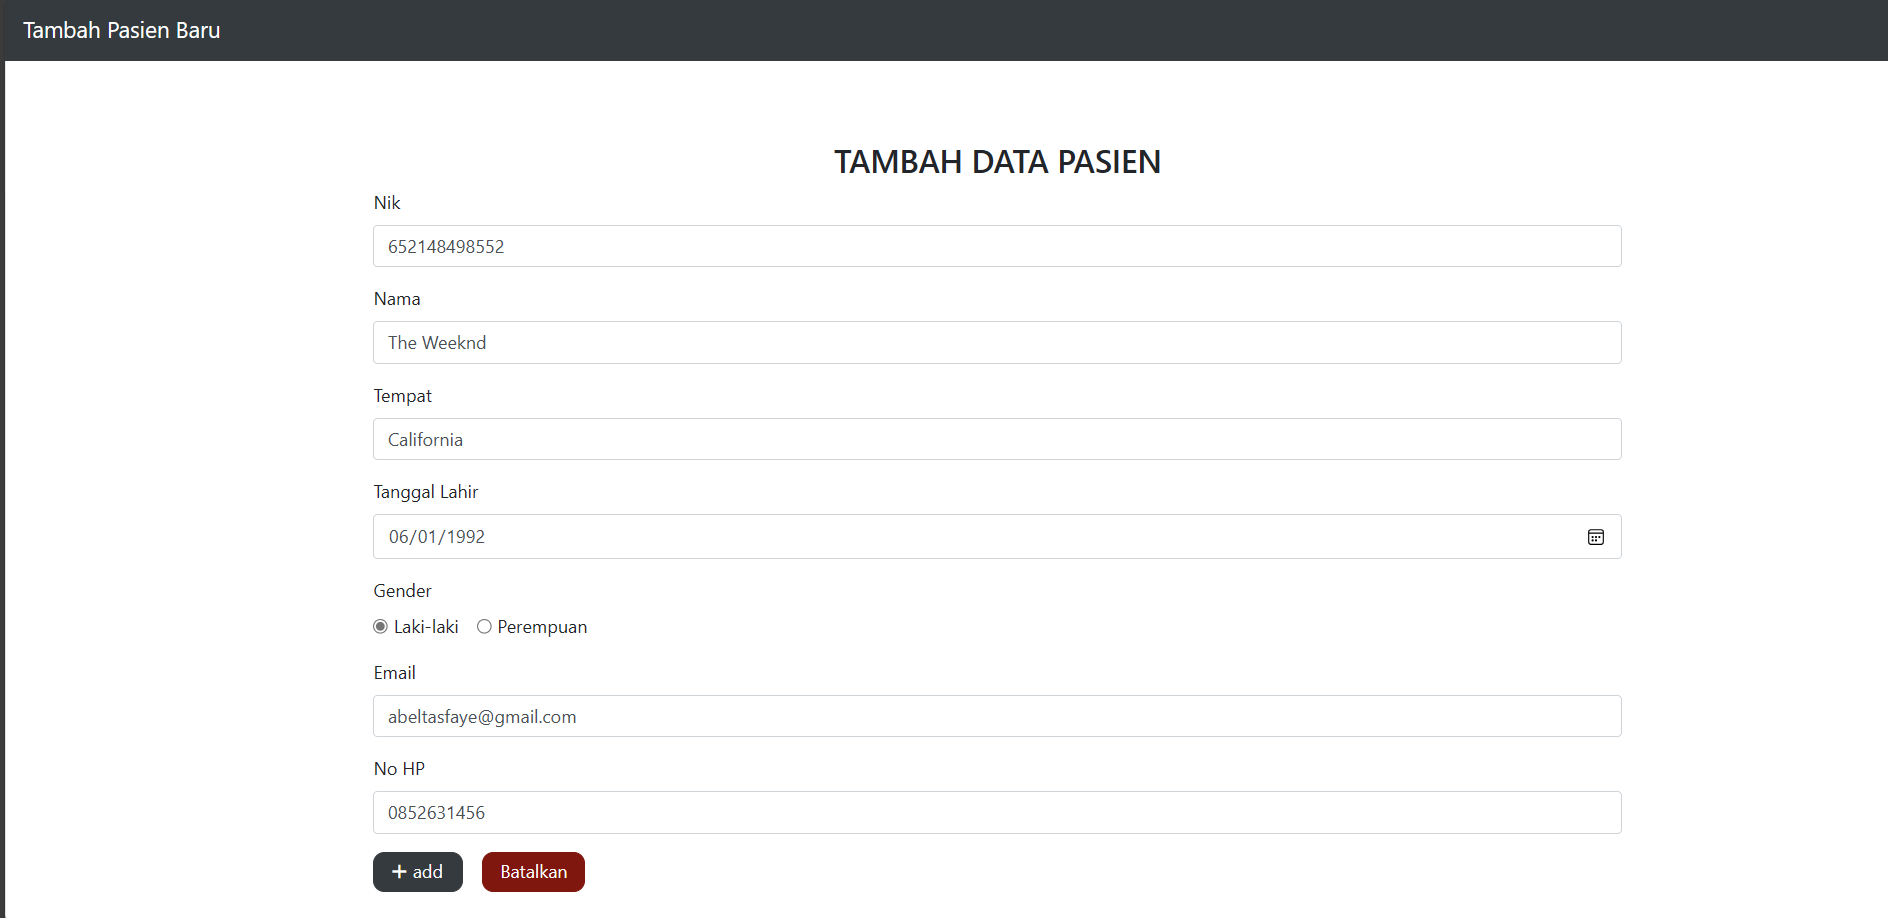 Tambah Pasien Baru
TAMBAH DATA PASIEN
Nik
652148498552
Nama
The Weeknd
Tempat
California
Tanggal Lahir
06/01/1992
Gender
Laki-laki Perempuan
Email
abeltasfaye@gmail.com
No HP
0852631456
+ add Batalkan